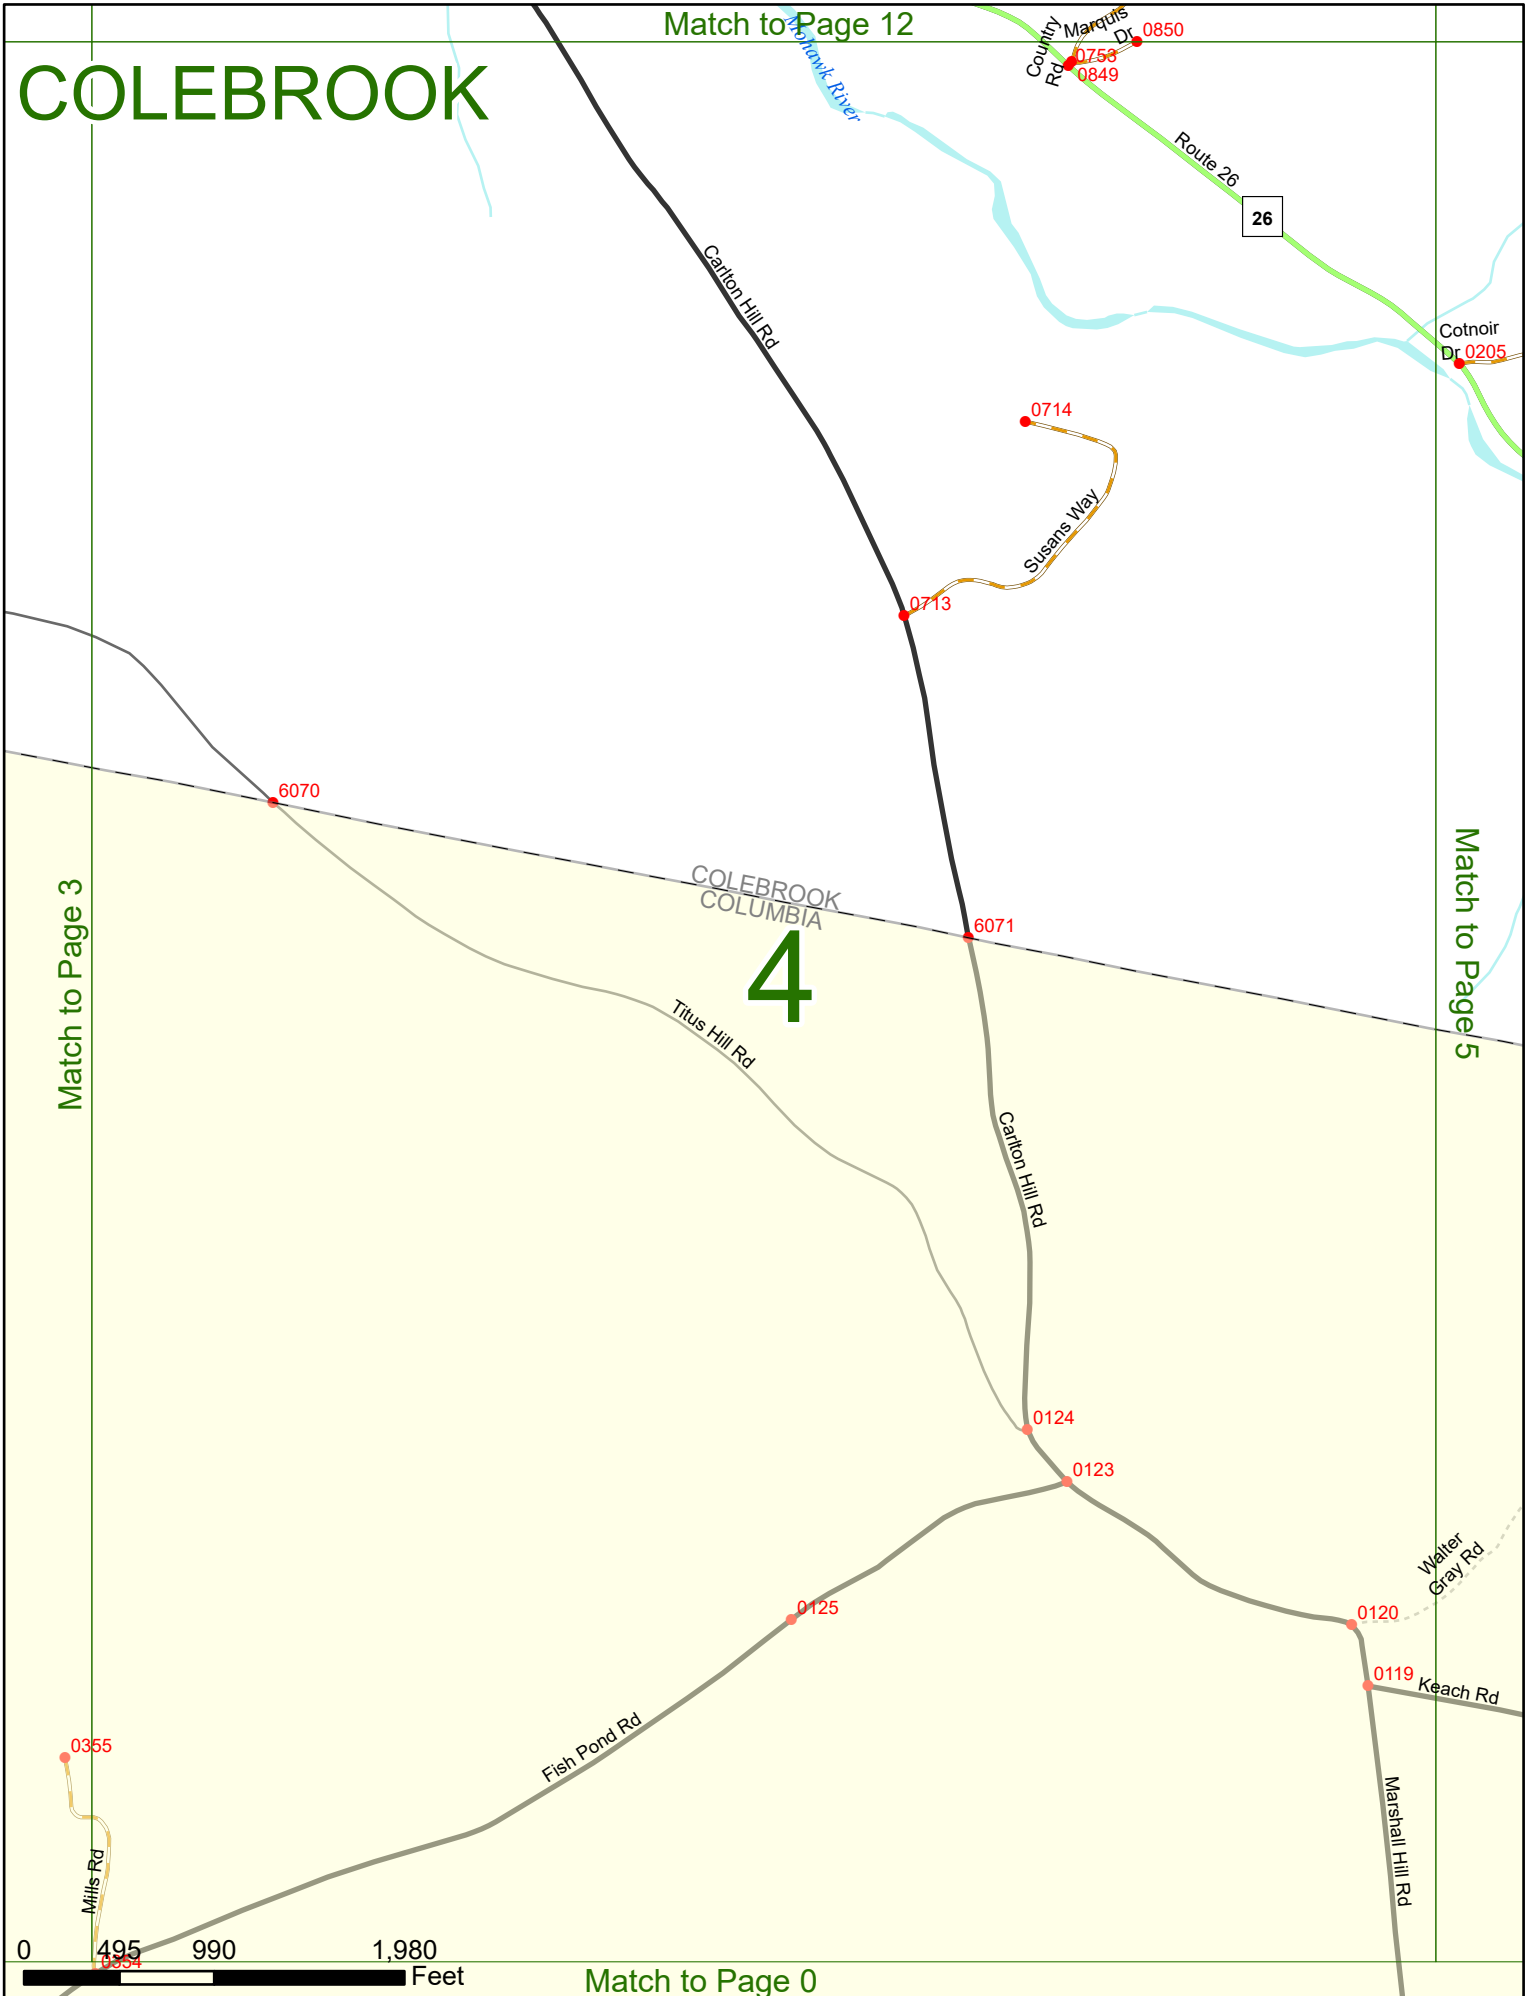 Match to Page 12
COLEBROOK
Mohawk River
Country
Rd
Marquis
Dr
0850
0753
0849
Route 26
26
Carlton Hill Rd
Cotnoir
Dr
0205
0714
Susans Way
0713
6070
COLEBROOK
COLUMBIA
4
6071
Match to Page 3
Match to Page 5
Titus Hill Rd
Carlton Hill Rd
0124
0123
Walter
Gray Rd
0125
0120
0119
Keach Rd
Fish Pond Rd
0355
Marshall Hill Rd
Mills Rd
0354
0 495 990 1,980
Feet
Match to Page 0